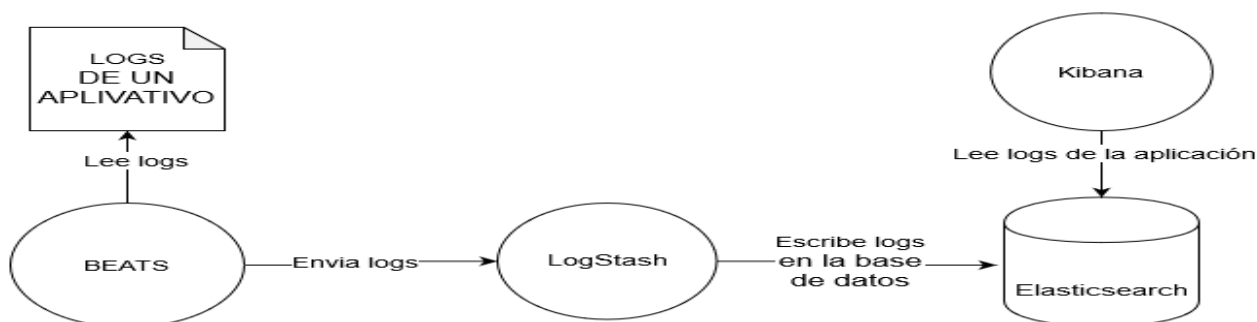 LOGS
DE UN
APLIVATIVO
Kibana
Lee logs
Lee logs de la aplicación
BEATS
Envia logs
LogStash
Escribe logs
en la base
de datos
Elasticsearch